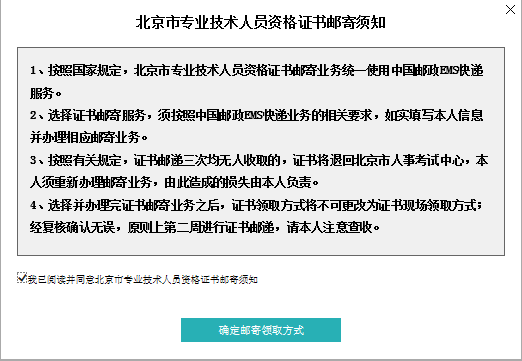 北京市专业技术人员资格证书邮寄须知
1、按照国家规定，北京市专业技术人员资格证书邮寄业务统一使用中国邮政EMS快递
服务。
2、选择证书邮寄服务，须按照中国邮政EMS快递业务的相关要求，如实填写本人信息
并办理相应邮寄业务。
3、按照有关规定，证书邮递三次均无人收取的，证书将退回北京市人事考试中心，本
人须重新办理邮寄业务，由此造成的损失由本人负责。
4、选择并办理完证书邮寄业务之后，证书领取方式将不可更改为证书现场领取方式；
经复核确认无误，原则上第二周进行证书邮递，请本人注意查收。
我已阅读并同意北京市专业技术人员资格证书邮寄须知
确定邮寄领取方式